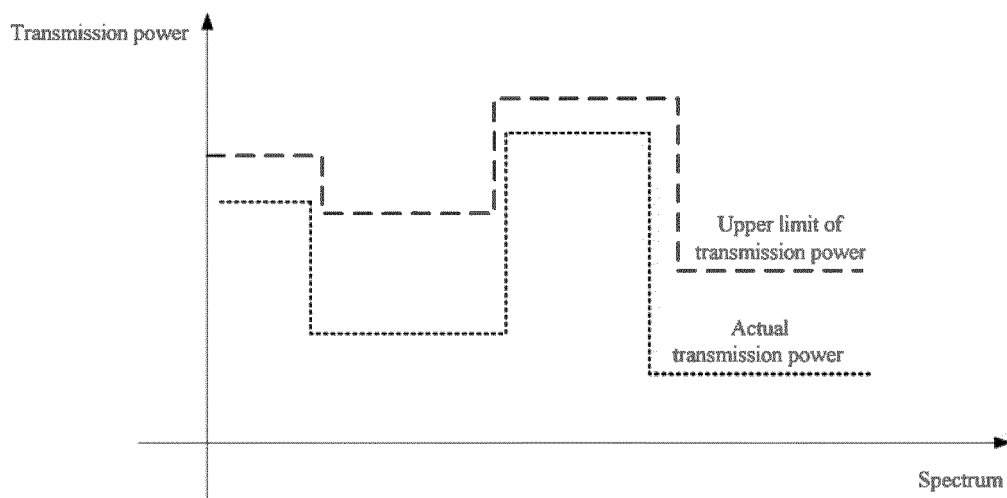 Transmission power
Upper limit of
transmission power
Actual
transmission power
Spectrum